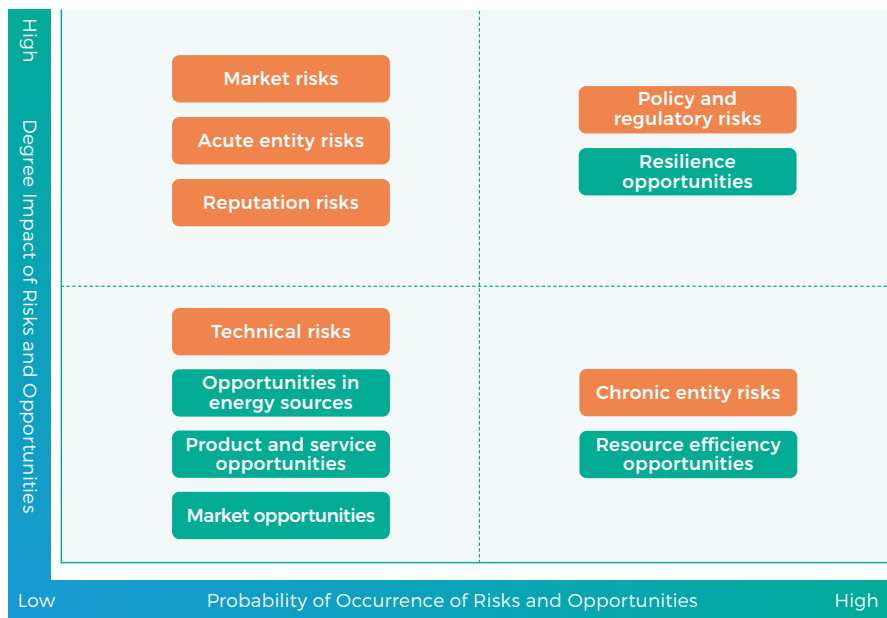 High
Degree Impact of Risks and Opportunities
Market risks
Acute entity risks
Reputation risks
Policy and
regulatory risks
Resilience
opportunities
Technical risks
Opportunities in
energy sources
Product and service
opportunities
Market opportunities
Chronic entity risks
Resource efficiency
opportunities
Low
Probability of Occurrence of Risks and Opportunities
High